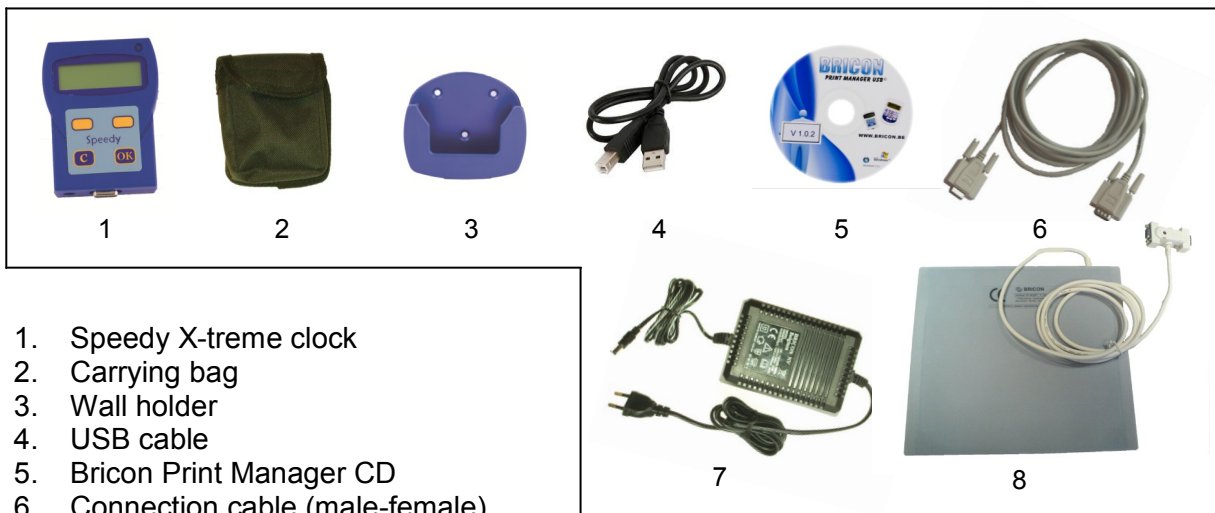 Speedy
C OK
BRICON
PRINT MANAGER USB
V 1.0.2
WWW.BRICON.BE
1 2 3 4 5 6
BRICON
7
8
1. Speedy X-treme clock
2. Carrying bag
3. Wall holder
4. USB cable
5. Bricon Print Manager CD
6. Connection cable (male-female)